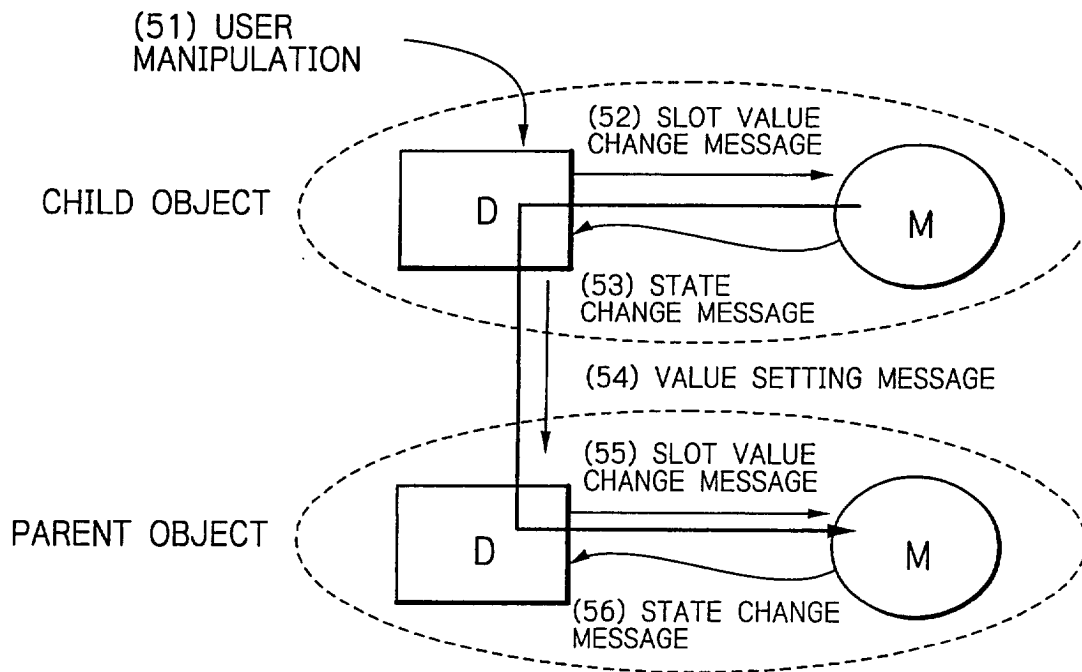 (51) USER
MANIPULATION
(52) SLOT VALUE
CHANGE MESSAGE
CHILD OBJECT
D
M
(53) STATE
CHANGE MESSAGE
(54) VALUE SETTING MESSAGE
(55) SLOT VALUE
CHANGE MESSAGE
PARENT OBJECT
D
M
(56) STATE CHANGE
MESSAGE